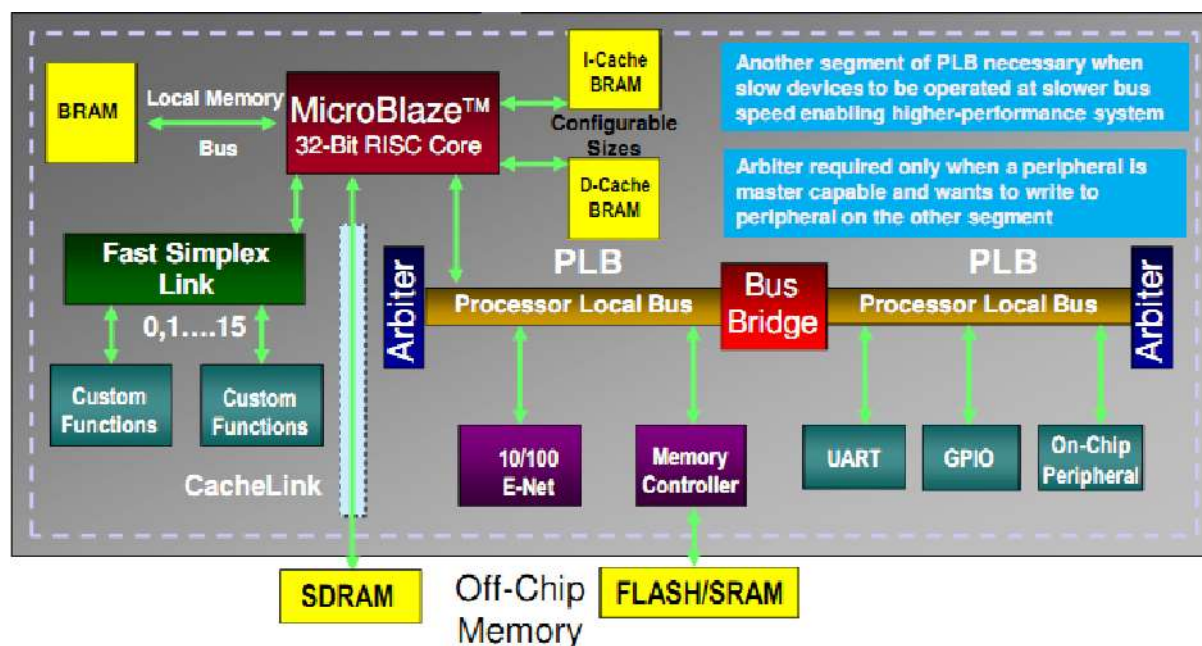 BRAM
Local Memory
Bus
MicroBlaze™
32-Bit RISC Core
I-Cache
BRAM
Configurable
Sizes
D-Cache
BRAM
Another segment of PLB necessary when
slow devices to be operated at slower bus
speed enabling higher-performance system
Arbiter required only when a peripheral is
master capable and wants to write to
peripheral on the other segment
Fast Simplex
Link
0,1....15
Custom
Functions
Custom
Functions
CacheLink
Arbiter
PLB
Processor Local Bus
Bus
Bridge
PLB
Processor Local Bus
Arbiter
10/100
E-Net
Memory
Controller
UART
GPIO
On-Chip
Peripheral
SDRAM
Off-Chip
Memory
FLASH/SRAM